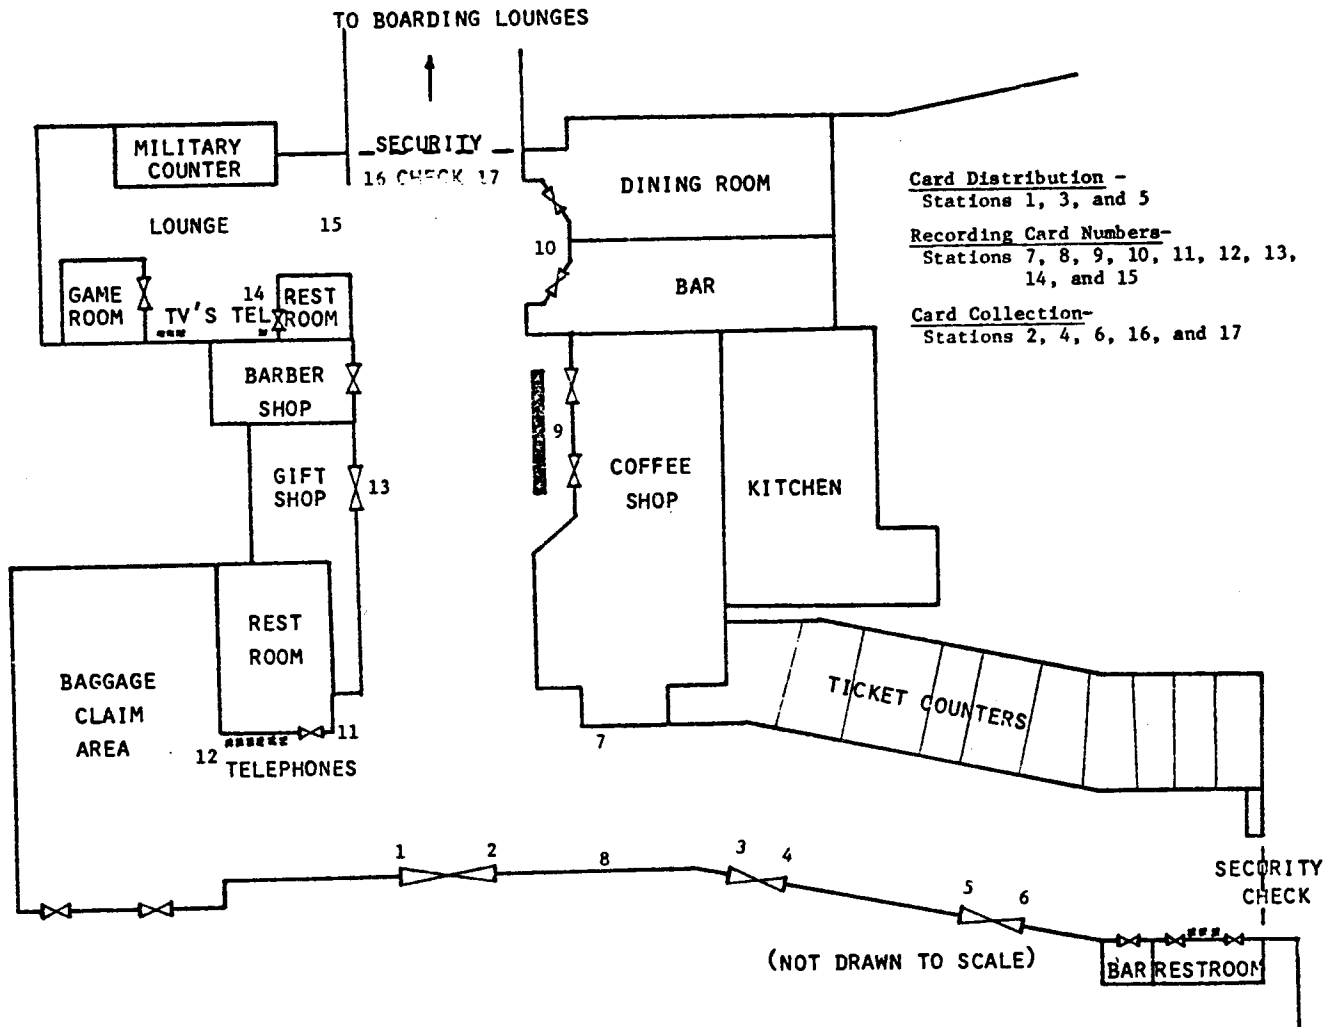 TO BOARDING LOUNGES
MILITARY
COUNTER
SECURITY
16 CHECK 17
DINING ROOM
Card Distribution -
Stations 1, 3, and 5
LOUNGE
15
10
Recording Card Numbers-
Stations 7, 8, 9, 10, 11, 12, 13,
14, and 15
BAR
GAME
ROOM
14
REST
ROOM
TV'S TEL
Card Collection-
Stations 2, 4, 6, 16, and 17
BARBER
SHOP
9
GIFT
SHOP
13
COFFEE
SHOP
KITCHEN
REST
ROOM
BAGGAGE
CLAIM
AREA
TICKET COUNTERS
11
12
TELEPHONES
7
1
2
8
3
4
5
6
SECURITY
CHECK
(NOT DRAWN TO SCALE)
BAR
RESTROOM